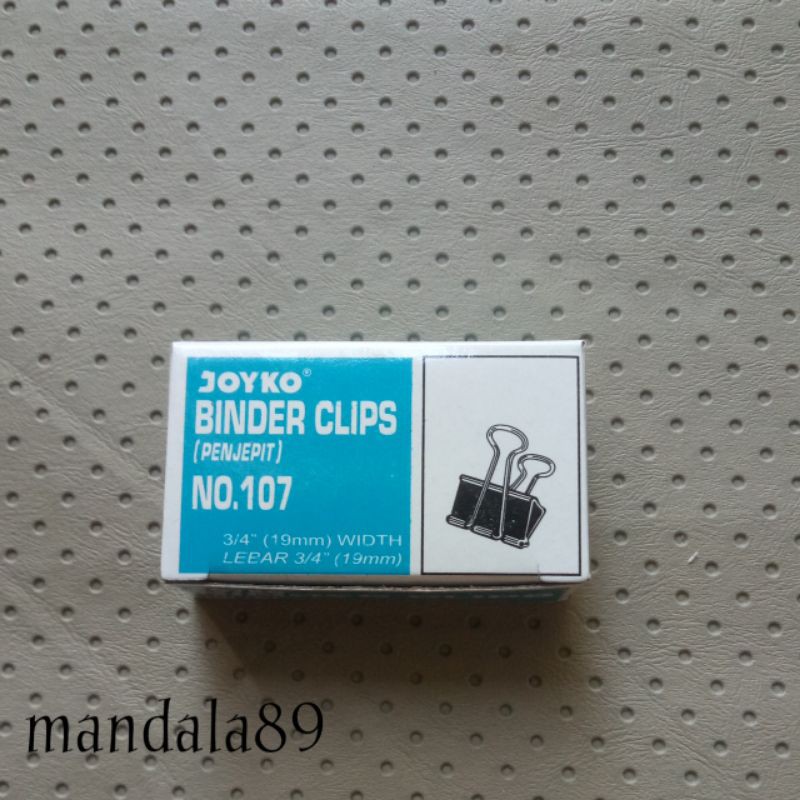 JOYKO®
BINDER CLIPS
(PENJEPIT)
NO.107
3/4" (19mm) WIDTH
LEBAR 3/4" (19mm)
mandala89